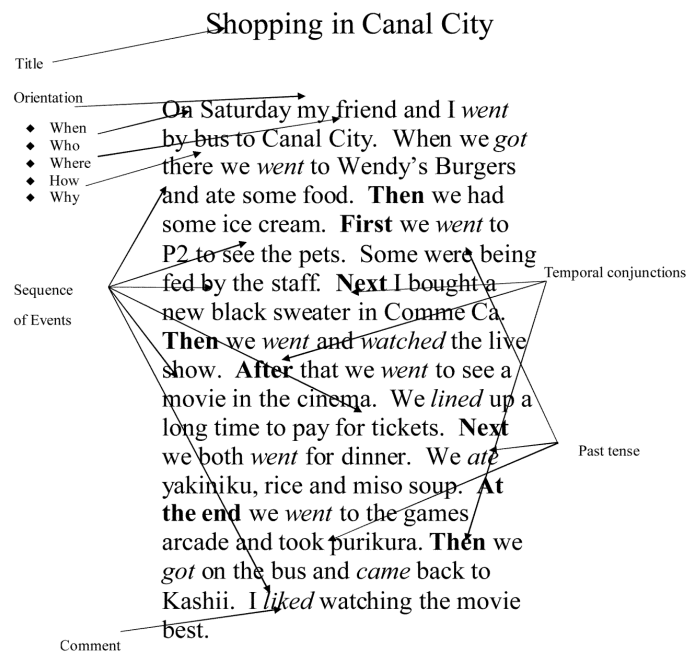 Shopping in Canal City
Title
Orientation
◆ When
◆ Who
◆ Where
◆ How
◆ Why
On Saturday my friend and I went
by bus to Canal City. When we got
there we went to Wendy's Burgers
and ate some food. Then we had
some ice cream. First we went to
P2 to see the pets. Some were being
fed by the staff. Next I bought a
new black sweater in Comme Ca.
Then we went and watched the live
show. After that we went to see a
movie in the cinema. We lined up a
long time to pay for tickets. Next
we both went for dinner. We ate
yakiniku, rice and miso soup. At
the end we went to the games
arcade and took purikura. Then we
got on the bus and came back to
Kashii. I liked watching the movie
best.
Sequence
of Events
Temporal conjunctions
Past tense
Comment